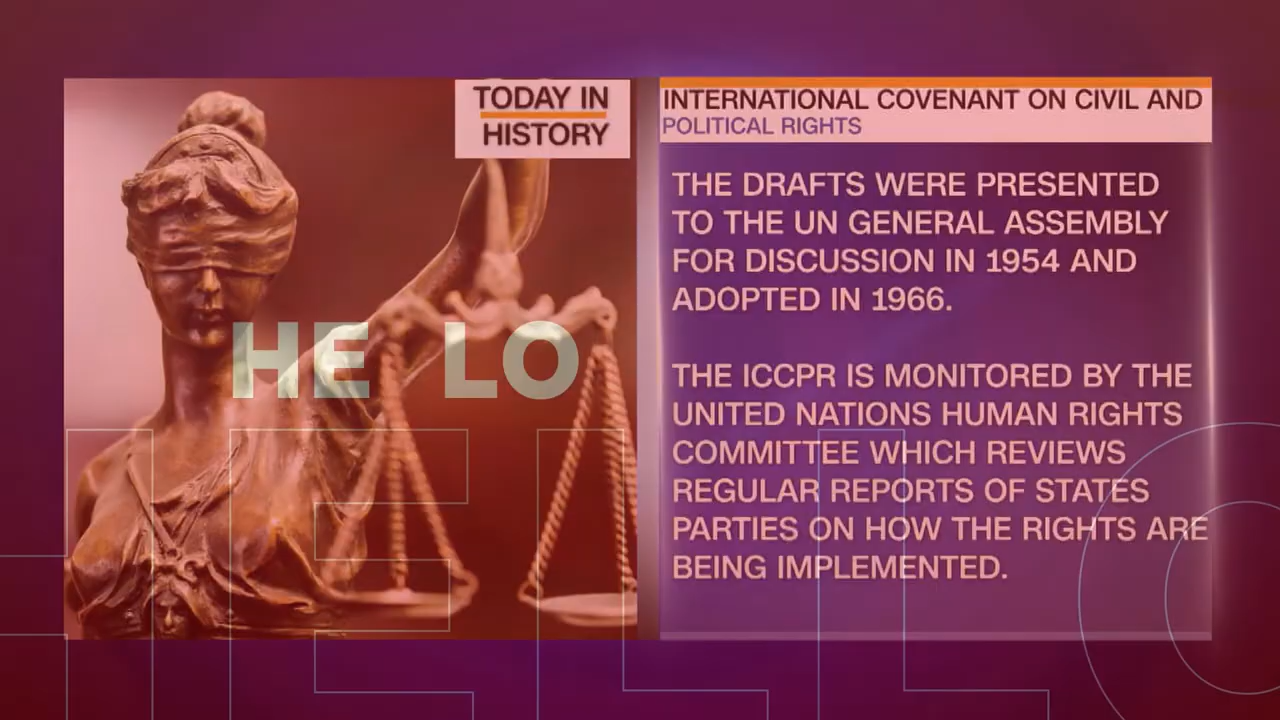 TODAY IN
HISTORY
INTERNATIONAL COVENANT ON CIVIL AND
POLITICAL RIGHTS
THE DRAFTS WERE PRESENTED
TO THE UN GENERAL ASSEMBLY
FOR DISCUSSION IN 1954 AND
ADOPTED IN 1966.
THE ICCPR IS MONITORED BY THE
UNITED NATIONS HUMAN RIGHTS
COMMITTEE WHICH REVIEWS
REGULAR REPORTS OF STATES
PARTIES ON HOW THE RIGHTS ARE
BEING IMPLEMENTED.
HE LO
HELLO